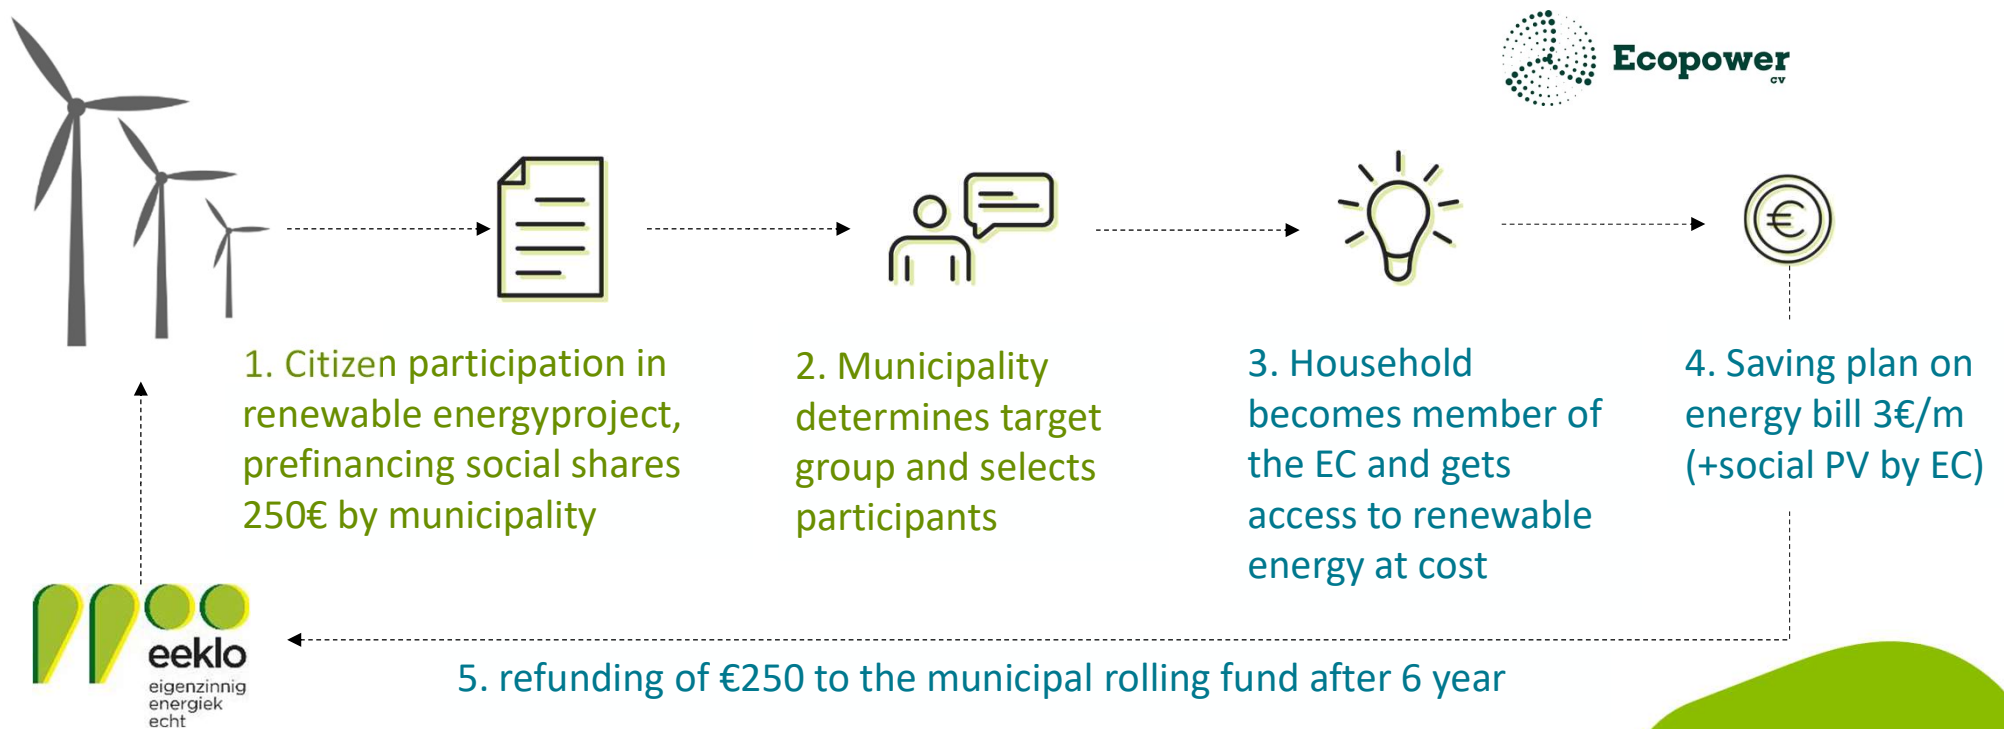 Ecopower
CV
1. Citizen participation in
renewable energyproject,
prefinancing social shares
250€ by municipality
2. Municipality
determines target
group and selects
participants
3. Household
becomes member of
the EC and gets
access to renewable
energy at cost
4. Saving plan on
energy bill 3€/m
(+social PV by EC)
eeklo
eigenzinnig
energiek
echt
5. refunding of €250 to the municipal rolling fund after 6 year